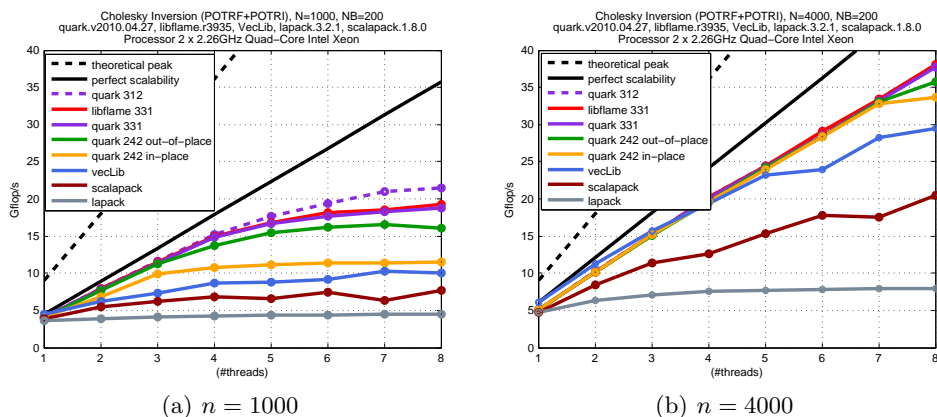 Cholesky Inversion (POTRF+POTRI), N=1000, NB=200
quark.v2010.04.27, libflame.r3935, VecLib, lapack.3.2.1, scalapack.1.8.0
Processor 2 x 2.26GHz Quad−Core Intel Xeon
40
35
30
25
20
15
10
5
0
Gflop/s
theoretical peak
perfect scalability
quark 312
libflame 331
quark 331
quark 242 out−of−place
quark 242 in−place
vecLib
scalapack
lapack
1 2 3 4 5 6 7 8
(#threads)
(a) n = 1000
Cholesky Inversion (POTRF+POTRI), N=4000, NB=200
quark.v2010.04.27, libflame.r3935, VecLib, lapack.3.2.1, scalapack.1.8.0
Processor 2 x 2.26GHz Quad−Core Intel Xeon
40
35
30
25
20
15
10
5
0
Gflop/s
theoretical peak
perfect scalability
quark 312
libflame 331
quark 331
quark 242 out−of−place
quark 242 in−place
vecLib
scalapack
lapack
1 2 3 4 5 6 7 8
(#threads)
(b) n = 4000